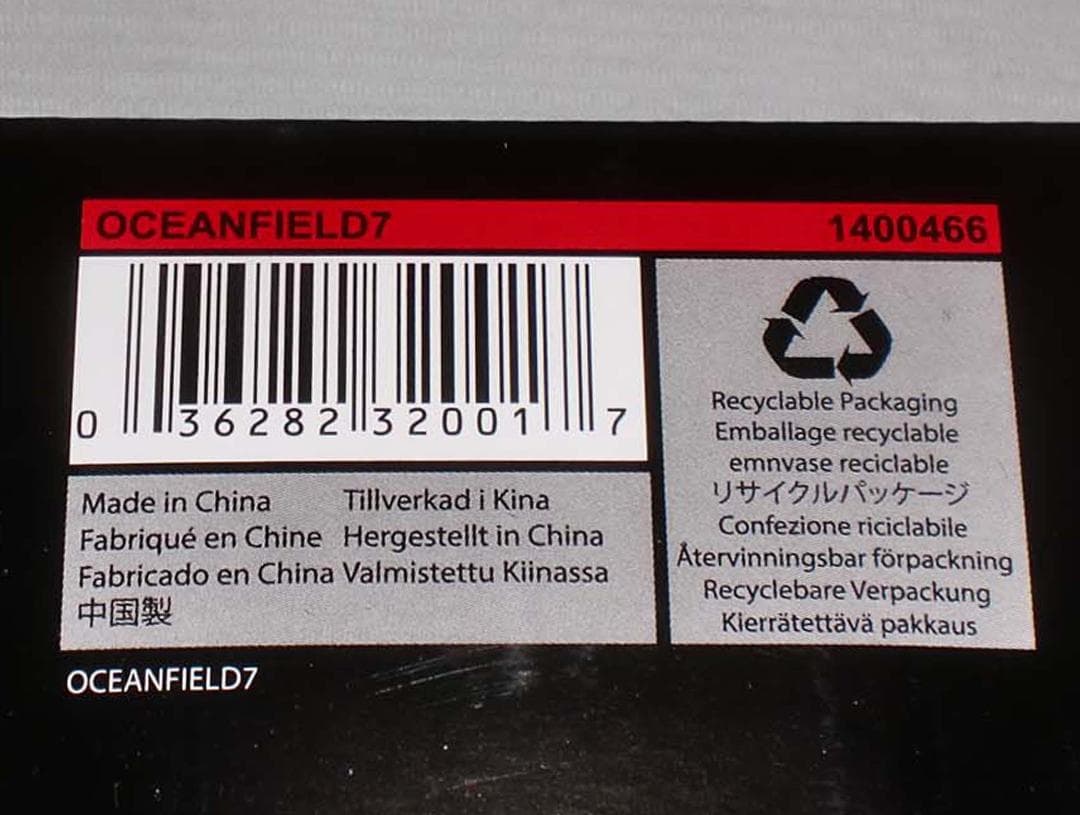 OCEANFIELD7 1400466
0 36282 32001 7
Made in China Tillverkad i Kina
Fabriqué en Chine Hergestellt in China
Fabricado en China Valmistettu Kiinassa
中国製
Recyclable Packaging
Emballage recyclable
emnvase reciclable
リサイクルパッケージ
Confezione riciclabile
Återvinningsbar förpackning
Recyclebare Verpackung
Kierrätettävä pakkaus
OCEANFIELD7